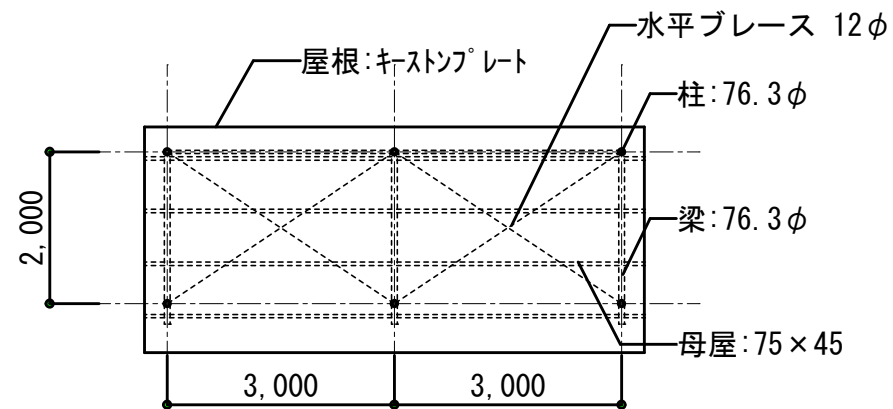 水平ブレース 12φ
屋根:ｷｰｽﾄﾝﾌﾟﾚｰﾄ
柱:76.3φ
2,000
梁:76.3φ
母屋:75×45
3,000
3,000